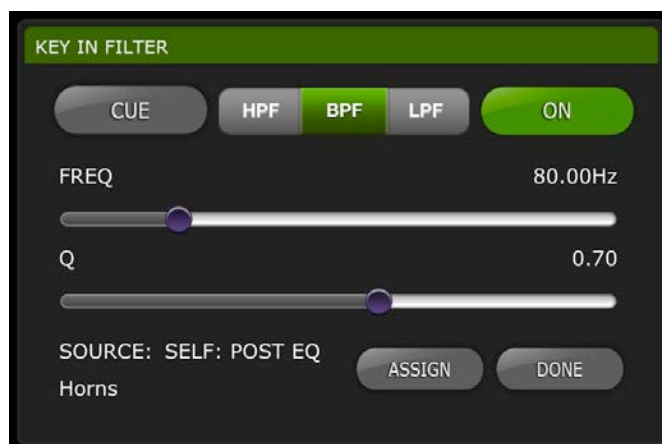 KEY IN FILTER
CUE HPF BPF LPF ON
FREQ 80.00Hz
Q 0.70
SOURCE: SELF: POST EQ
Horns
ASSIGN DONE